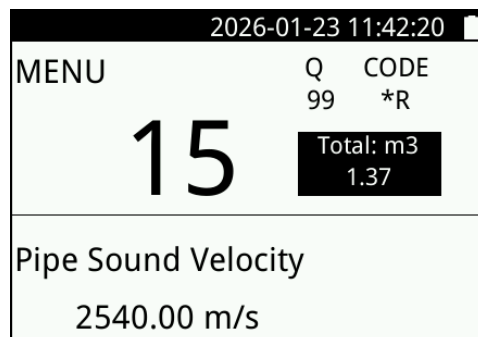 2026-01-23 11:42:20
MENU
Q CODE
99 *R
15
Total: m3
1.37
Pipe Sound Velocity
2540.00 m/s